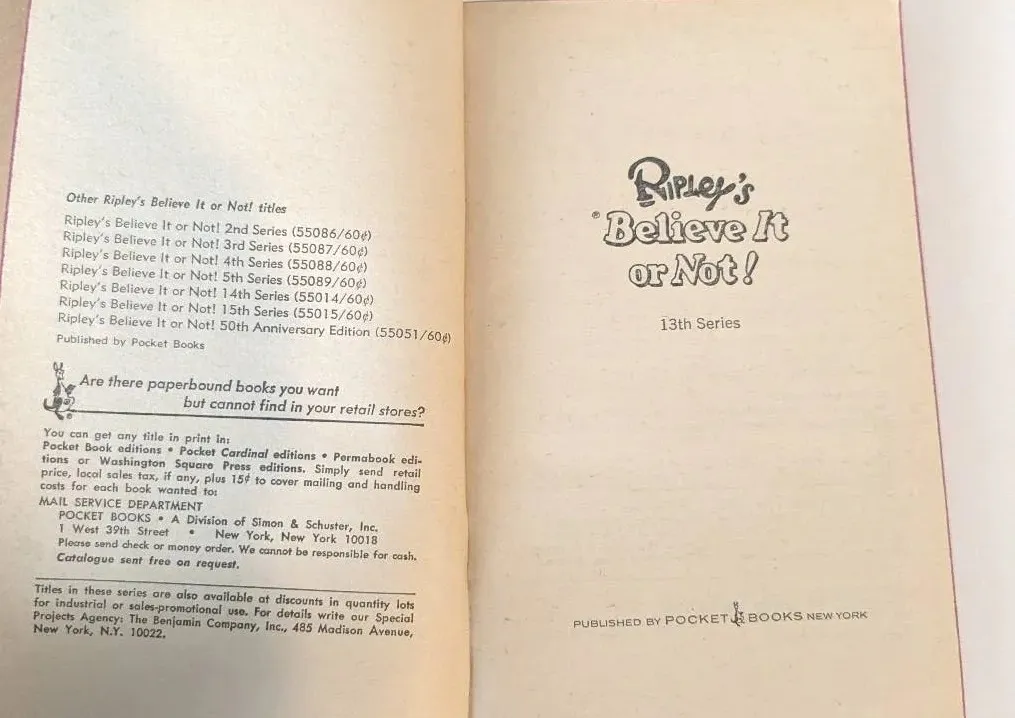 Other Ripley's Believe It or Not! titles
Ripley's Believe It or Not! 2nd Series (55086/60¢)
Ripley's Believe It or Not! 3rd Series (55087/60¢)
Ripley's Believe It or Not! 4th Series (55088/60¢)
Ripley's Believe It or Not! 5th Series (55089/60¢)
Ripley's Believe It or Not! 14th Series (55014/60¢)
Ripley's Believe It or Not! 15th Series (55015/60¢)
Ripley's Believe It or Not! 50th Anniversary Edition (55051/60¢)
Published by Pocket Books
Are there paperbound books you want
but cannot find in your retail stores?
You can get any title in print in:
Pocket Book editions • Pocket Cardinal editions • Permabook edi-
tions or Washington Square Press editions. Simply send retail
price, local sales tax, if any, plus 15¢ to cover mailing and handling
costs for each book wanted to:
MAIL SERVICE DEPARTMENT
POCKET BOOKS • A Division of Simon & Schuster, Inc.
1 West 39th Street • New York, New York 10018
Please send check or money order. We cannot be responsible for cash.
Catalogue sent free on request.
Titles in these series are also available at discounts in quantity lots
for industrial or sales-promotional use. For details write our Special
Projects Agency: The Benjamin Company, Inc., 485 Madison Avenue,
New York, N.Y. 10022.
Ripley's
® Believe It
or Not!
13th Series
PUBLISHED BY POCKET BOOKS NEW YORK